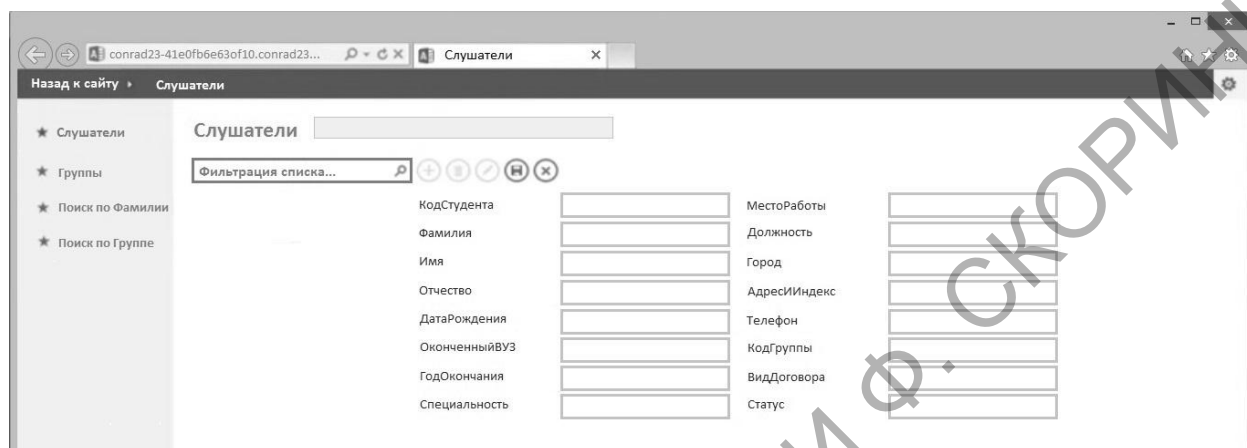 conrad23-41e0fb6e63of10.conrad23...
Слушатели
Назад к сайту
Слушатели
Слушатели
Группы
Поиск по Фамилии
Поиск по Группе
Слушатели
Фильтрация списка...
КодСтудента
МестоРаботы
Фамилия
Должность
Имя
Город
Отчество
АдресИИндекс
ДатаРождения
Телефон
ОконченныйВУЗ
КодГруппы
ГодОкончания
ВидДоговора
Специальность
Статус
И Ф. СКОРИН